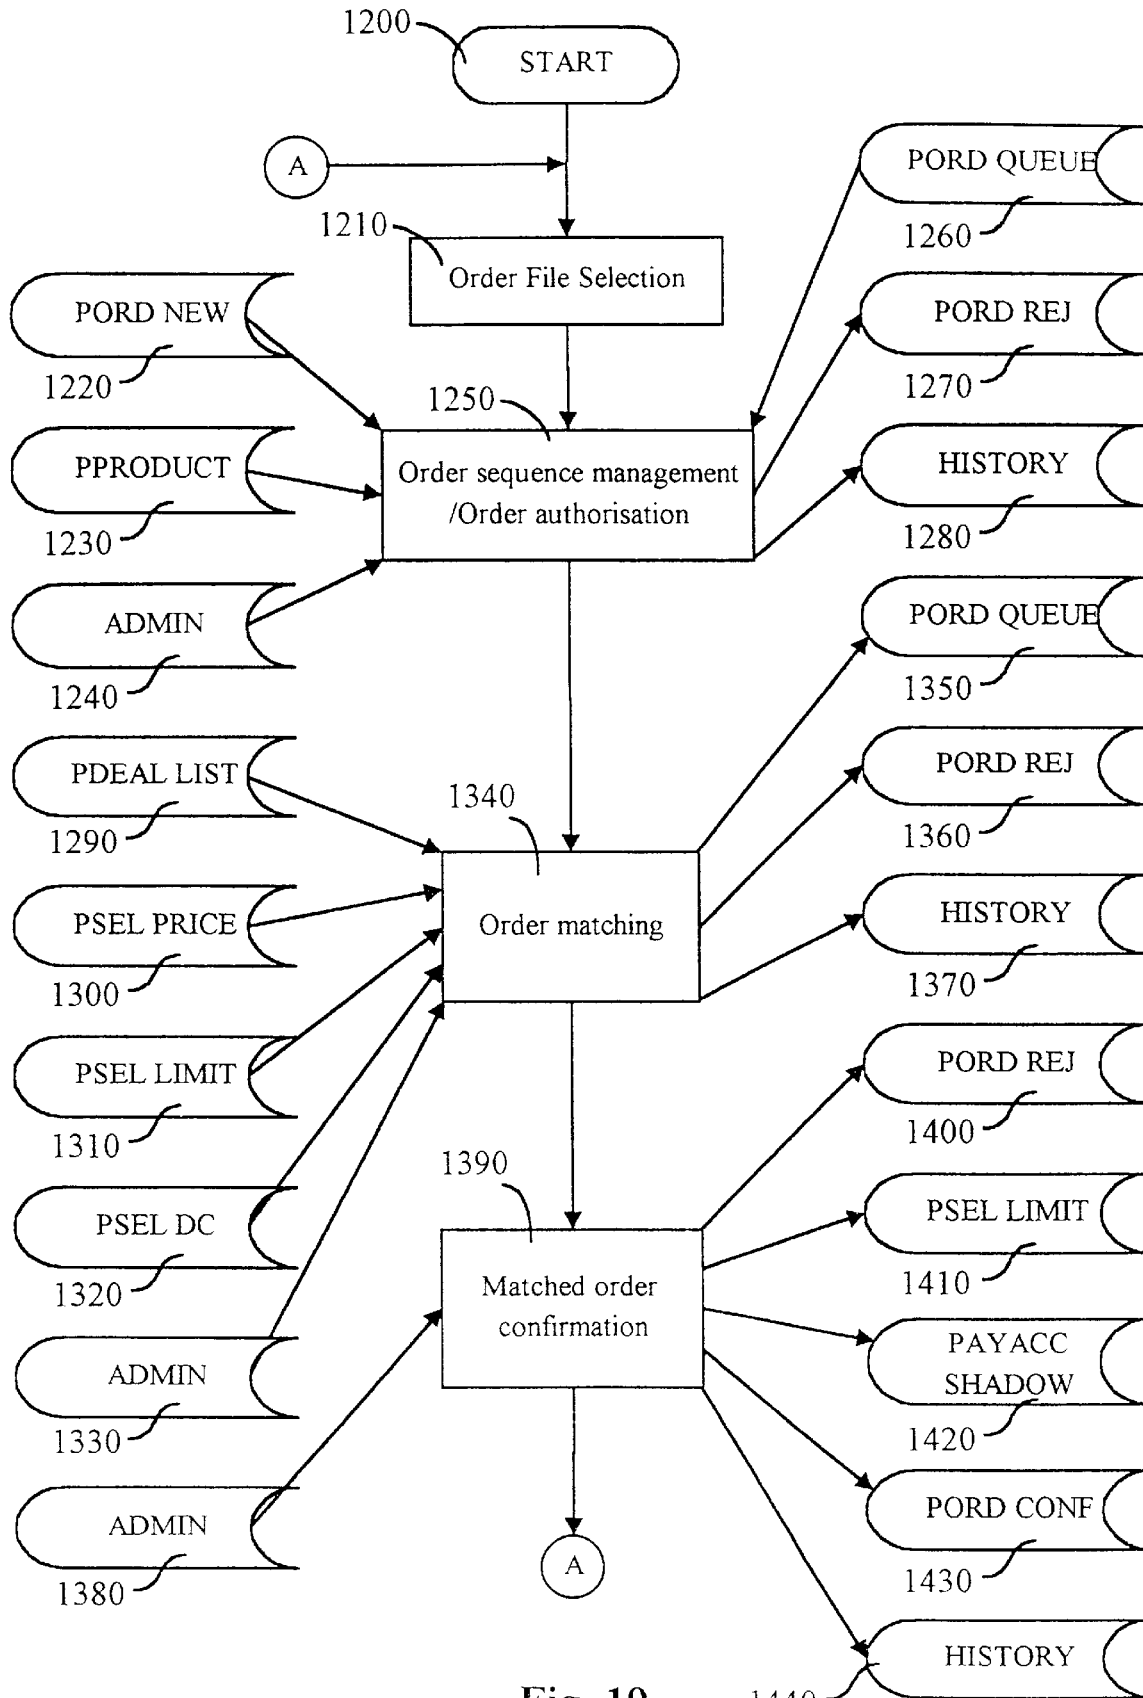 1200
START
A
PORD QUEUE
1260
1210
Order File Selection
PORD NEW
1220
PORD REJ
1270
1250
Order sequence management
/Order authorisation
PPRODUCT
1230
HISTORY
1280
ADMIN
1240
PORD QUEUE
1350
PDEAL LIST
1290
1340
Order matching
PORD REJ
1360
PSEL PRICE
1300
HISTORY
1370
PSEL LIMIT
1310
PORD REJ
1400
1390
Matched order
confirmation
PSEL DC
1320
PSEL LIMIT
1410
ADMIN
1330
PAYACC
SHADOW
1420
ADMIN
1380
PORD CONF
1430
A
HISTORY
1440